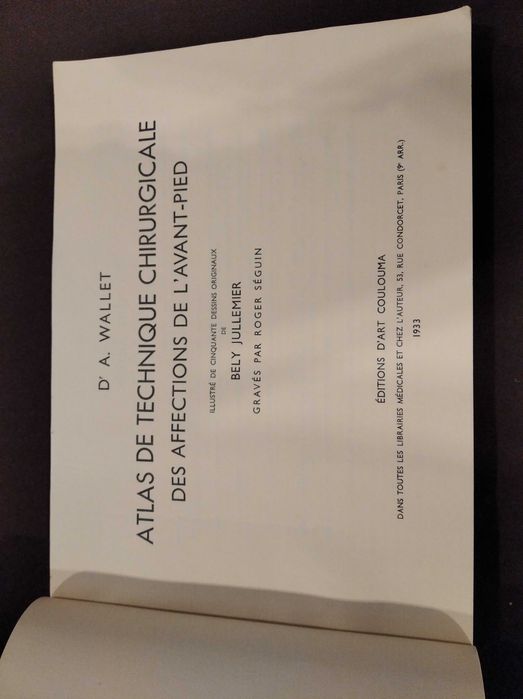 Dr A. WALLET
ATLAS DE TECHNIQUE CHIRURGICALE
DES AFFECTIONS DE L'AVANT-PIED
ILLUSTRÉ DE CINQUANTE DESSINS ORIGINAUX
DE
BELY JULLEMIER
GRAVÉS PAR ROGER SÉGUIN
ÉDITIONS D'ART COULOUMA
DANS TOUTES LES LIBRAIRIES MÉDICALES ET CHEZ L'AUTEUR, 53, RUE CONDORCET, PARIS (9e ARR.)
1933